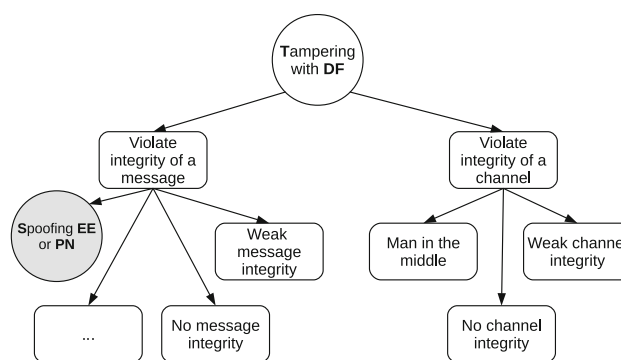 Tampering
with DF
Violate
integrity of a
message
Violate
integrity of a
channel
Spoofing EE
or PN
Weak
message
integrity
Man in the
middle
Weak channel
integrity
...
No message
integrity
No channel
integrity